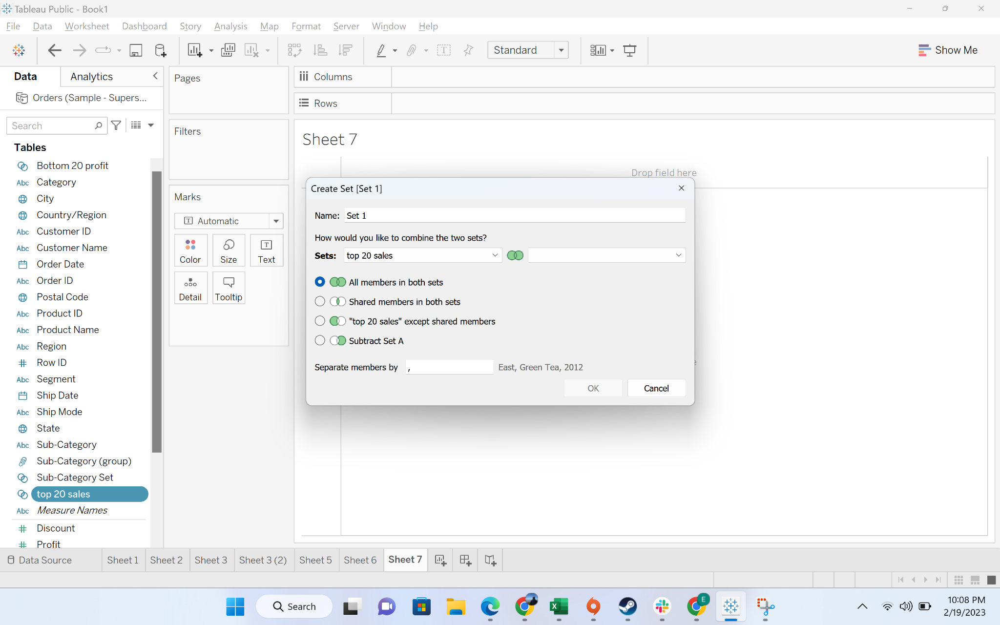 Tableau Public - Book1
File Data Worksheet Dashboard Story Analysis Map Format Server Window Help
Standard
Show Me
Data
Analytics
Pages
Columns
Orders (Sample - Supers...
Rows
Search
Filters
Sheet 7
Tables
Bottom 20 profit
Abc Category
City
Country/Region
Abc Customer ID
Abc Customer Name
Order Date
Abc Order ID
Postal Code
Abc Product ID
Abc Product Name
Abc Region
Row ID
Abc Segment
Ship Date
Abc Ship Mode
State
Abc Sub-Category
Sub-Category (group)
Sub-Category Set
top 20 sales
Abc Measure Names
Discount
Profit
Marks
Automatic
Color
Size
Text
Detail
Tooltip
Drop field here
Create Set [Set 1]
Name: Set 1
How would you like to combine the two sets?
Sets: top 20 sales
All members in both sets
Shared members in both sets
"top 20 sales" except shared members
Subtract Set A
Separate members by , East, Green Tea, 2012
OK
Cancel
Data Source
Sheet 1
Sheet 2
Sheet 3
Sheet 3 (2)
Sheet 5
Sheet 6
Sheet 7
Search
E
10:08 PM
2/19/2023